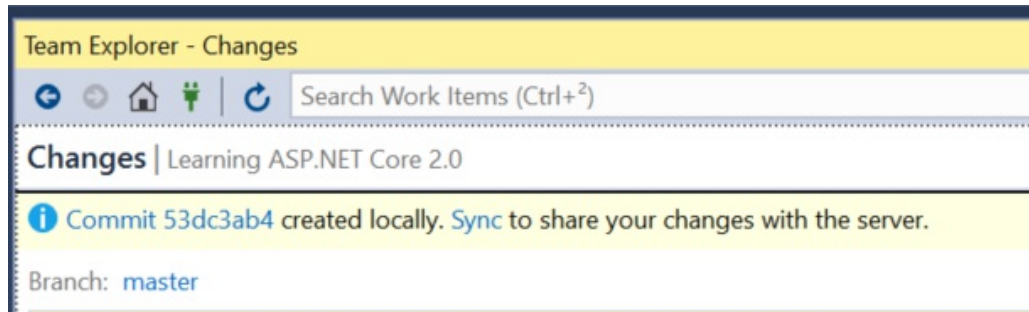 Team Explorer - Changes
Search Work Items (Ctrl+²)
Changes | Learning ASP.NET Core 2.0
Commit 53dc3ab4 created locally. Sync to share your changes with the server.
Branch: master